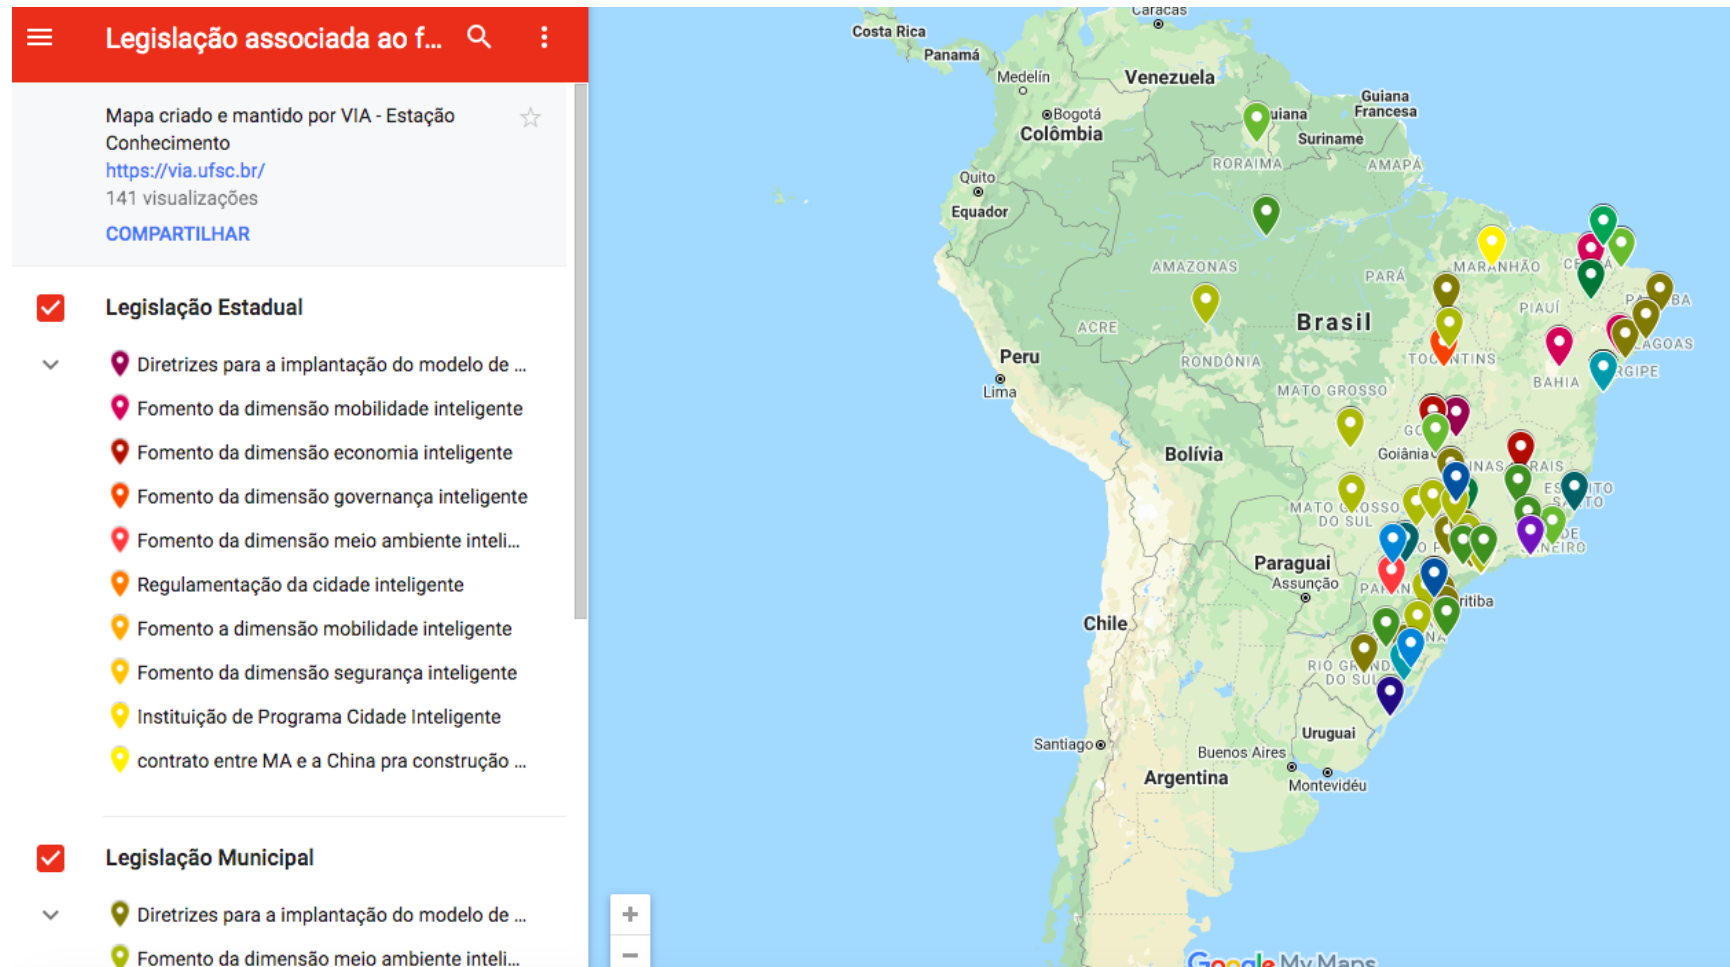 Legislação associada ao f...
Mapa criado e mantido por VIA - Estação
Conhecimento
https://via.ufsc.br/
141 visualizações
COMPARTILHAR
Legislação Estadual
Diretrizes para a implantação do modelo de ...
Fomento da dimensão mobilidade inteligente
Fomento da dimensão economia inteligente
Fomento da dimensão governança inteligente
Fomento da dimensão meio ambiente inteli...
Regulamentação da cidade inteligente
Fomento a dimensão mobilidade inteligente
Fomento da dimensão segurança inteligente
Instituição de Programa Cidade Inteligente
contrato entre MA e a China pra construção ...
Legislação Municipal
Diretrizes para a implantação do modelo de ...
Fomento da dimensão meio ambiente inteli...
Caracas
Costa Rica
Panamá
Medellín
Venezuela
Guiana
Francesa
Bogotá
Colômbia
Suriname
RORAIMA
AMAPÁ
Quito
Equador
AMAZONAS
PARÁ
MARANHÃO
PIAUÍ
Brasil
ACRE
Peru
RONDÔNIA
Lima
BAHIA
MATO GROSSO
Bolívia
Goiânia
DO SUL
Paraguai
Assunção
Chile
DO SUL
Uruguai
Santiago
Buenos Aires
Argentina
Montevidéu
Google My Maps